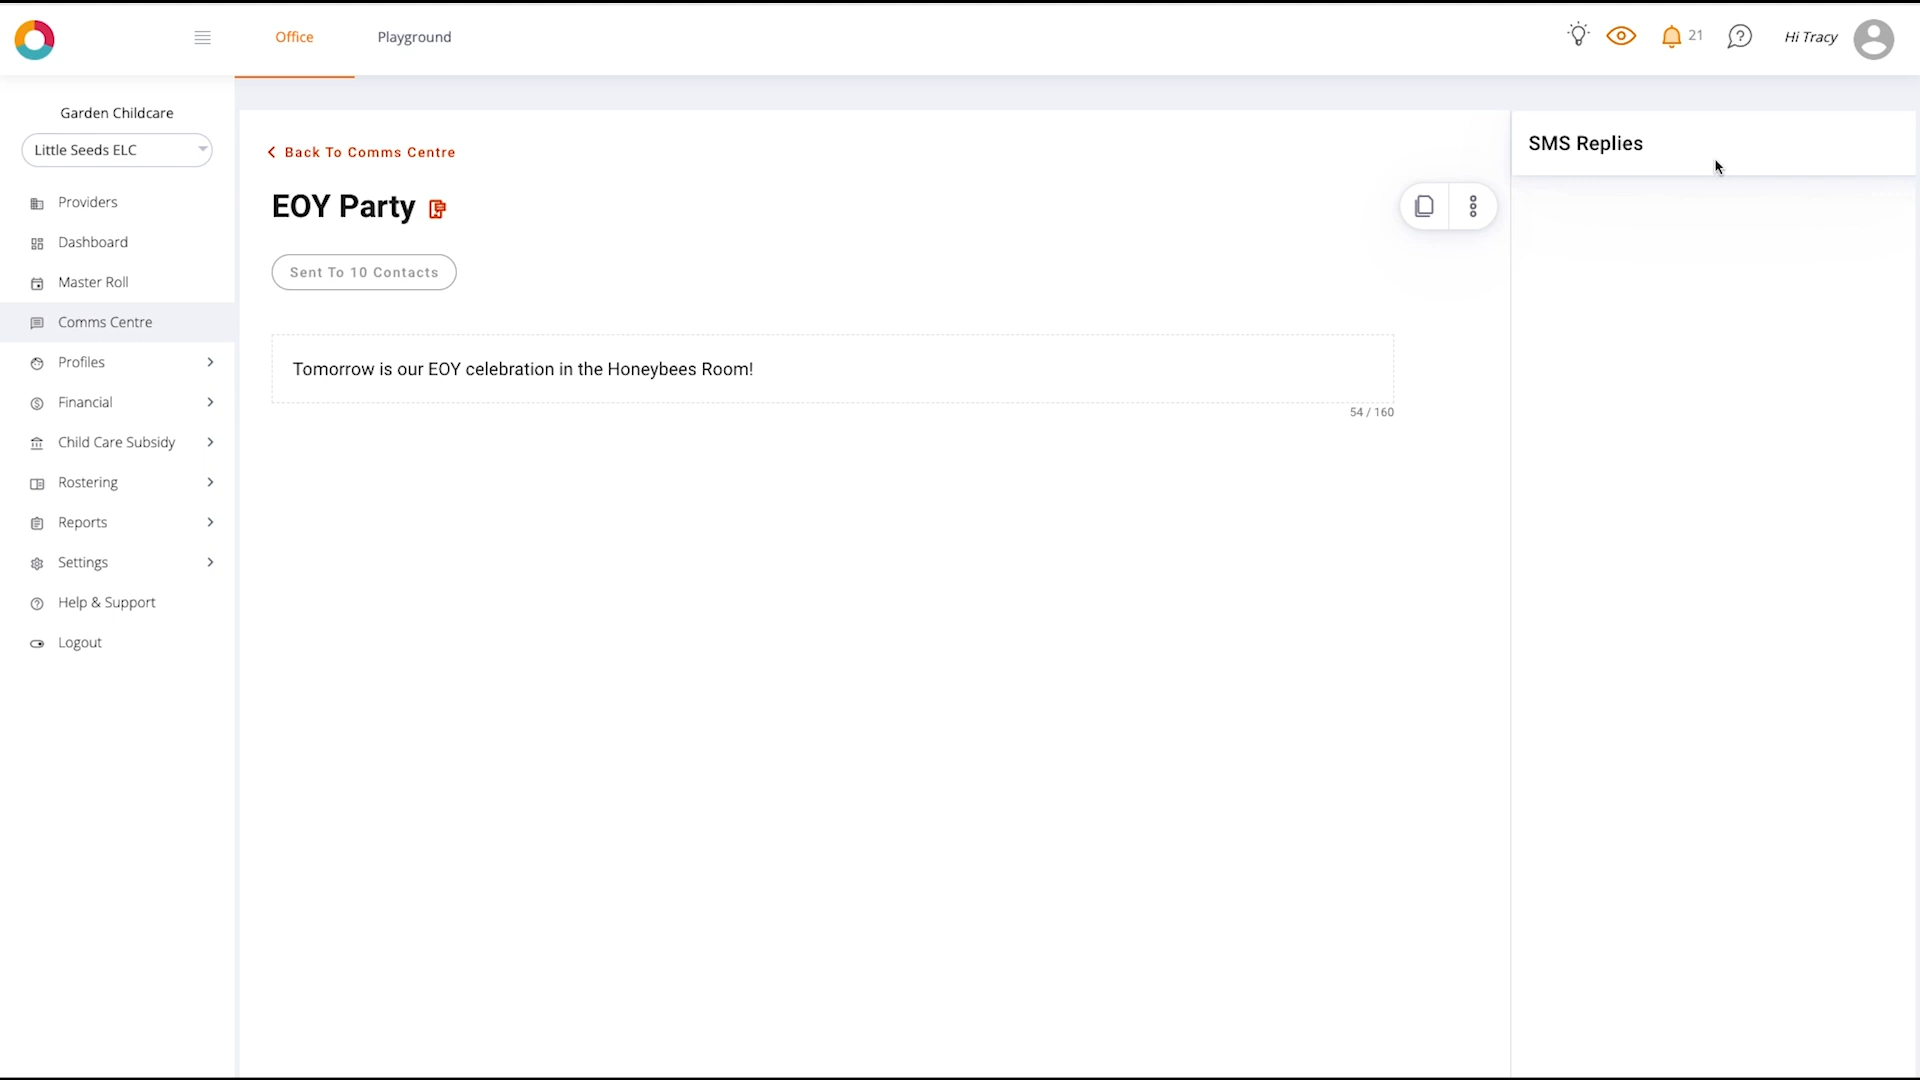 Office
Playground
21
Hi Tracy
Garden Childcare
Little Seeds ELC
Providers
Dashboard
Master Roll
Comms Centre
Profiles
Financial
Child Care Subsidy
Rostering
Reports
Settings
Help & Support
Logout
Back To Comms Centre
EOY Party
Sent To 10 Contacts
Tomorrow is our EOY celebration in the Honeybees Room!
54 / 160
SMS Replies